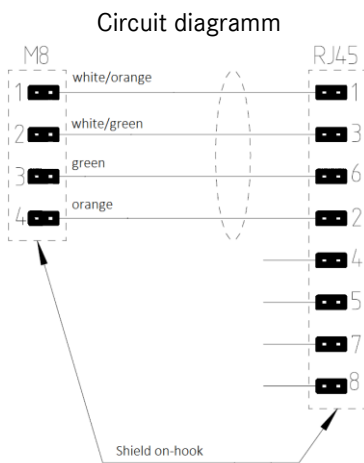 Circuit diagramm
M8 RJ45
1 white/orange 1
2 white/green 3
3 green 6
4 orange 2
4
5
7
8
Shield on-hook